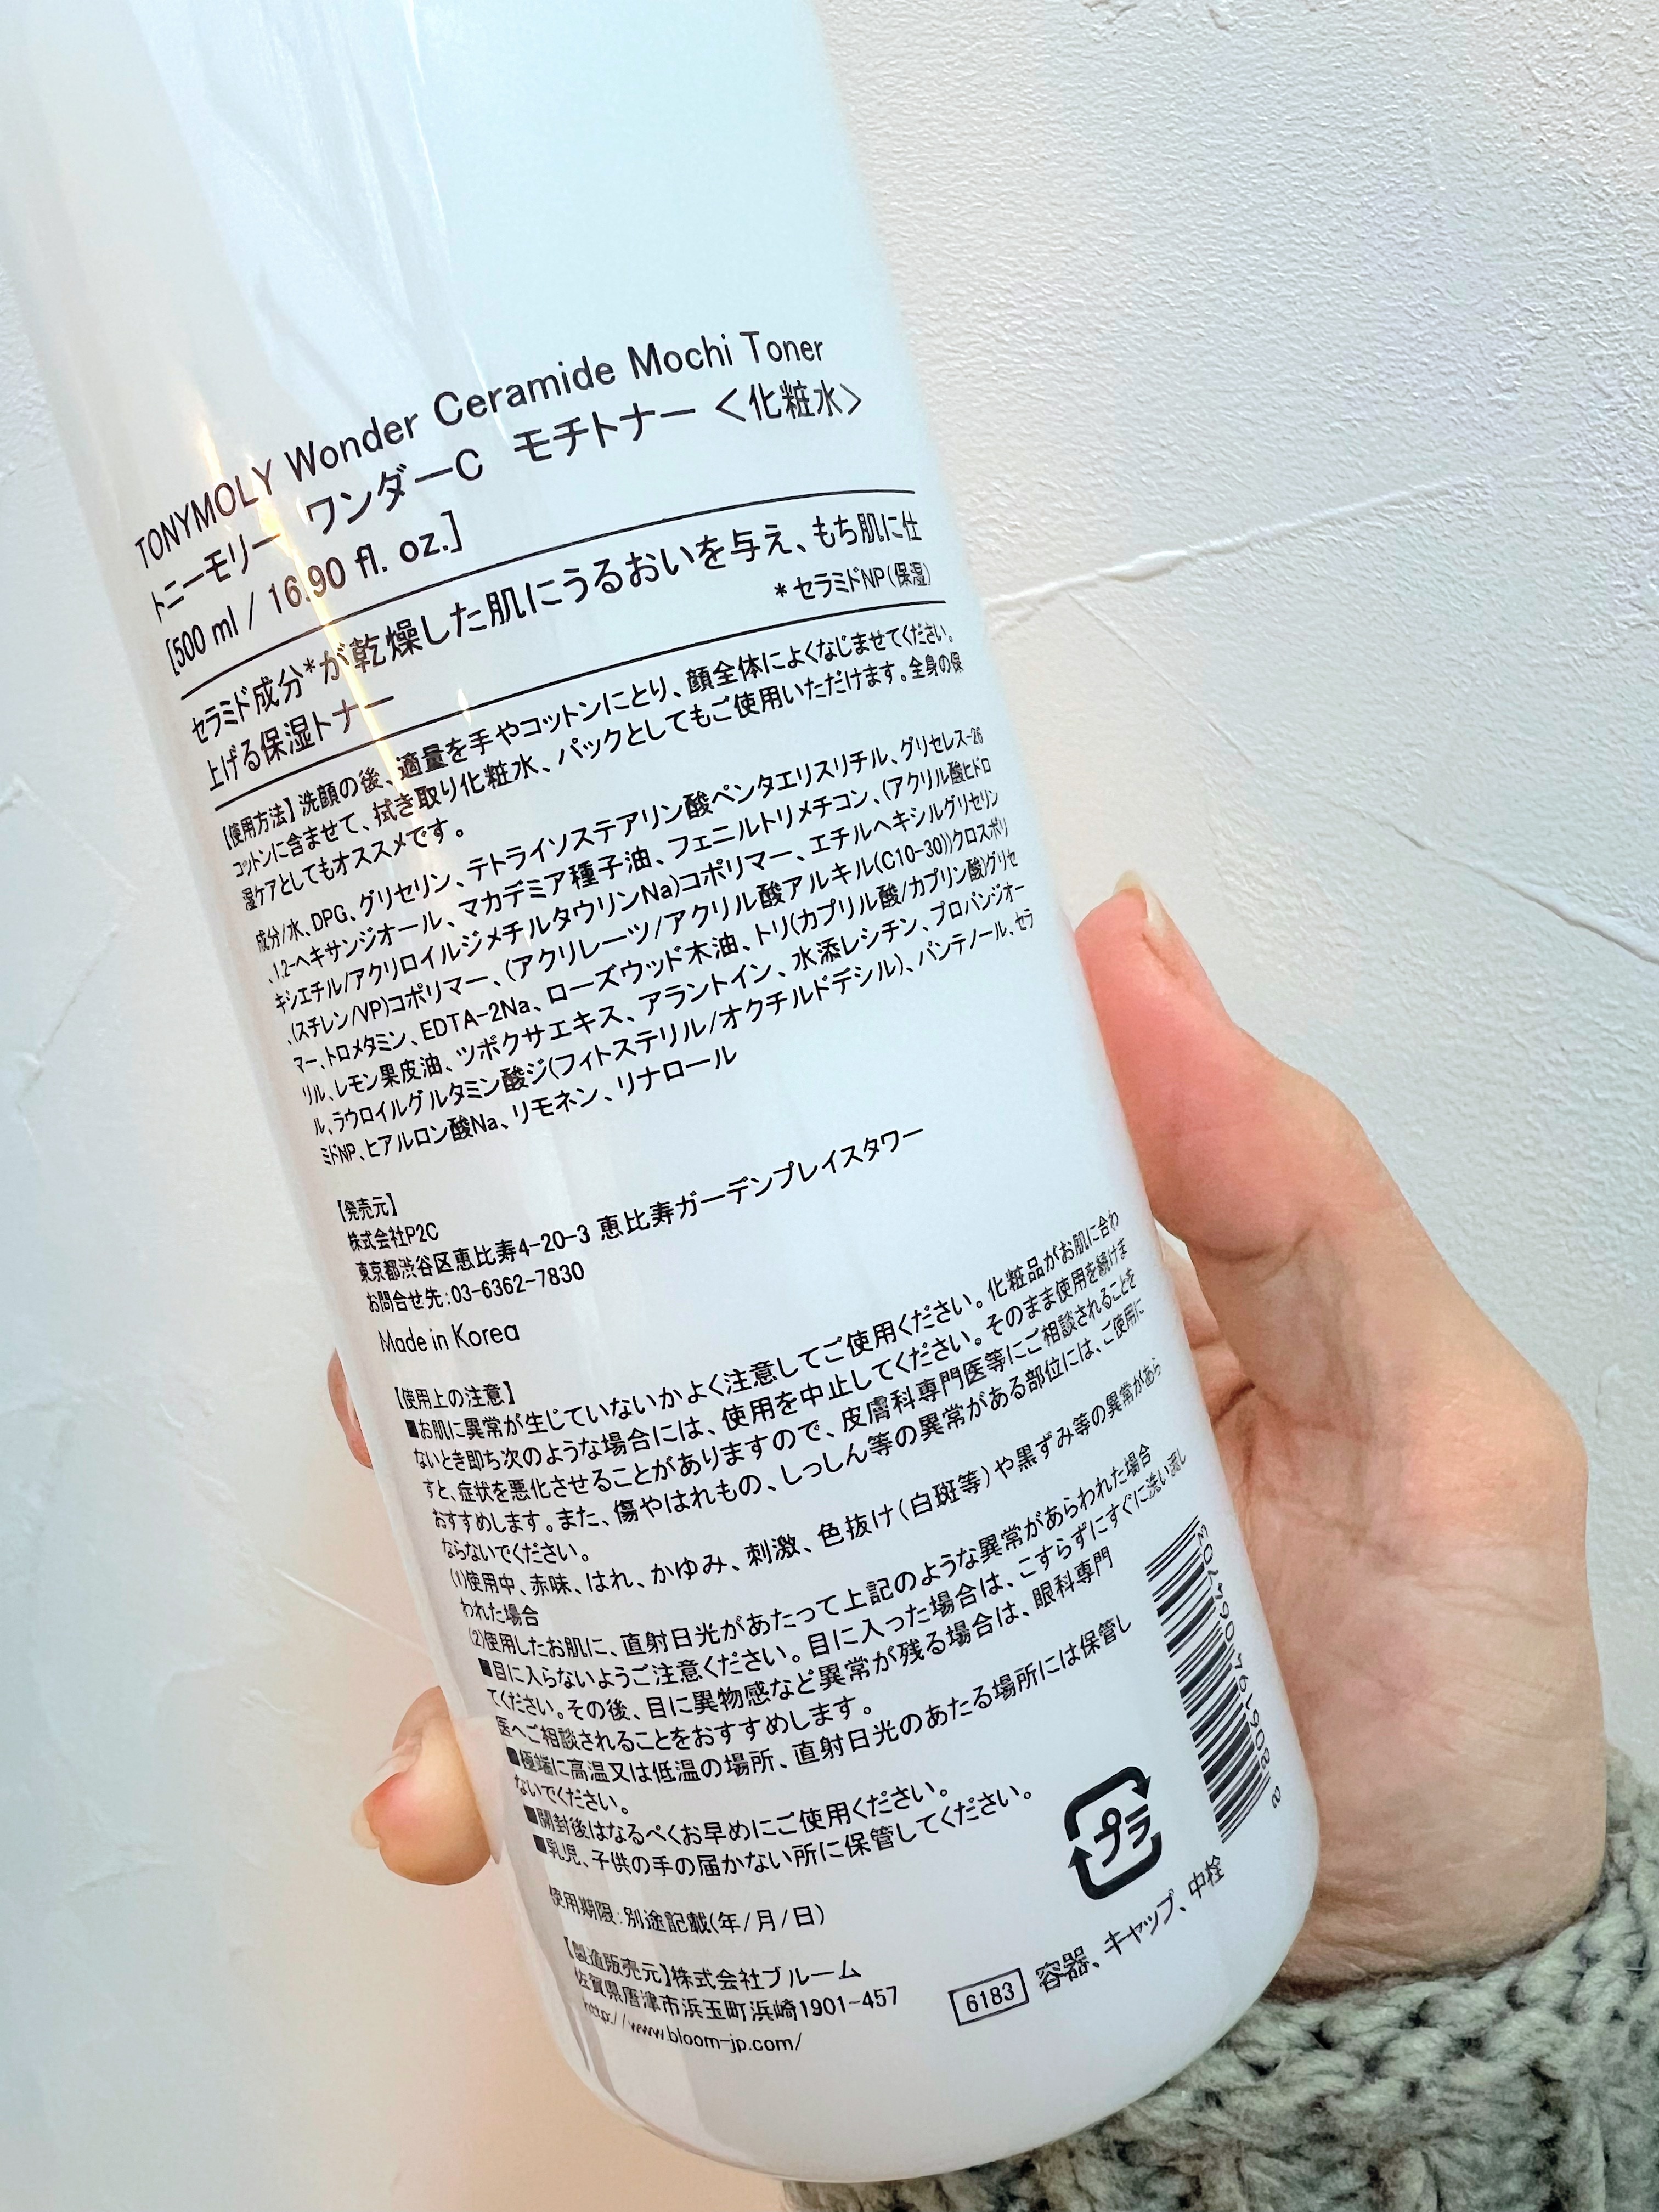 TONYMOLY Wonder Ceramide Mochi Toner
トニーモリー ワンダーC モチトナー <化粧水>
[500 ml / 16.90 fl. oz.]
セラミド成分*が乾燥した肌にうるおいを与え、もち肌に仕
上げる保湿トナー
*セラミドNP(保湿)
【使用方法】洗顔の後、適量を手やコットンにとり、顔全体によくなじませてください。
コットンに含ませて、拭き取り化粧水、パックとしてもご使用いただけます。全身の保
湿ケアとしてもオススメです。
成分/水、DPG、グリセリン、テトライソステアリン酸ペンタエリスリチル、グリセレス-26
、1,2-ヘキサンジオール、マカデミア種子油、フェニルトリメチコン、(アクリル酸ヒドロ
キシエチル/アクリロイルジメチルタウリンNa)コポリマー、エチルヘキシルグリセリン
、(スチレン/VP)コポリマー、(アクリレーツ/アクリル酸アルキル(C10-30))クロスポリ
マー、トロメタミン、EDTA-2Na、ローズウッド木油、トリ(カプリル酸/カプリン酸)グリセ
リル、レモン果皮油、ツボクサエキス、アラントイン、水添レシチン、プロパンジオー
ル、ラウロイルグルタミン酸ジ(フィトステリル/オクチルドデシル)、パンテノール、セラ
ミドNP、ヒアルロン酸Na、リモネン、リナロール
【発売元】
株式会社P2C
東京都渋谷区恵比寿4-20-3 恵比寿ガーデンプレイスタワー
お問合せ先:03-6362-7830
Made in Korea
【使用上の注意】
■お肌に異常が生じていないかよく注意してご使用ください。化粧品がお肌に合わ
ないとき即ち次のような場合には、使用を中止してください。そのまま使用を続けま
すと、症状を悪化させることがありますので、皮膚科専門医等にご相談されることを
おすすめします。また、傷やはれもの、しっしん等の異常がある部位には、ご使用に
ならないでください。
(1)使用中、赤味、はれ、かゆみ、刺激、色抜け(白斑等)や黒ずみ等の異常があら
われた場合
(2)使用したお肌に、直射日光があたって上記のような異常があらわれた場合
■目に入らないようご注意ください。目に入った場合は、こすらずにすぐに洗い流し
てください。その後、目に異物感など異常が残る場合は、眼科専門
医へご相談されることをおすすめします。
■極端に高温又は低温の場所、直射日光のあたる場所には保管し
ないでください。
■開封後はなるべくお早めにご使用ください。
■乳児、子供の手の届かない所に保管してください。
使用期限:別途記載(年/月/日)
【製造販売元】株式会社ブルーム
佐賀県唐津市浜玉町浜崎1901-457
http://www.bloom-jp.com/
プラ
6183 容器、キャップ、中栓